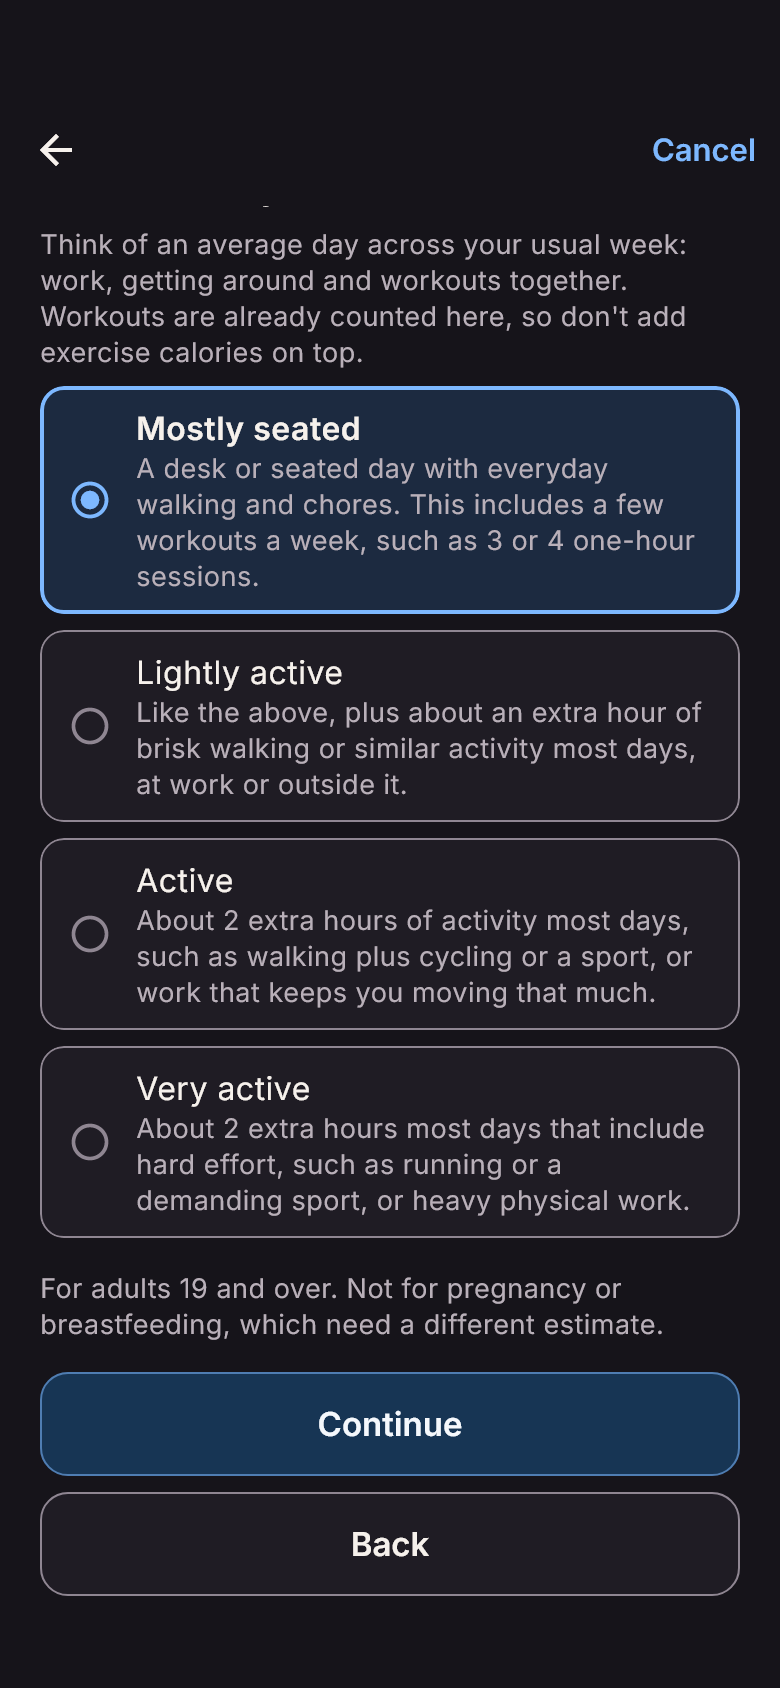 Cancel
Think of an average day across your usual week:
work, getting around and workouts together.
Workouts are already counted here, so don't add
exercise calories on top.
Mostly seated
A desk or seated day with everyday
walking and chores. This includes a few
workouts a week, such as 3 or 4 one-hour
sessions.
Lightly active
Like the above, plus about an extra hour of
brisk walking or similar activity most days,
at work or outside it.
Active
About 2 extra hours of activity most days,
such as walking plus cycling or a sport, or
work that keeps you moving that much.
Very active
About 2 extra hours most days that include
hard effort, such as running or a
demanding sport, or heavy physical work.
For adults 19 and over. Not for pregnancy or
breastfeeding, which need a different estimate.
Continue
Back